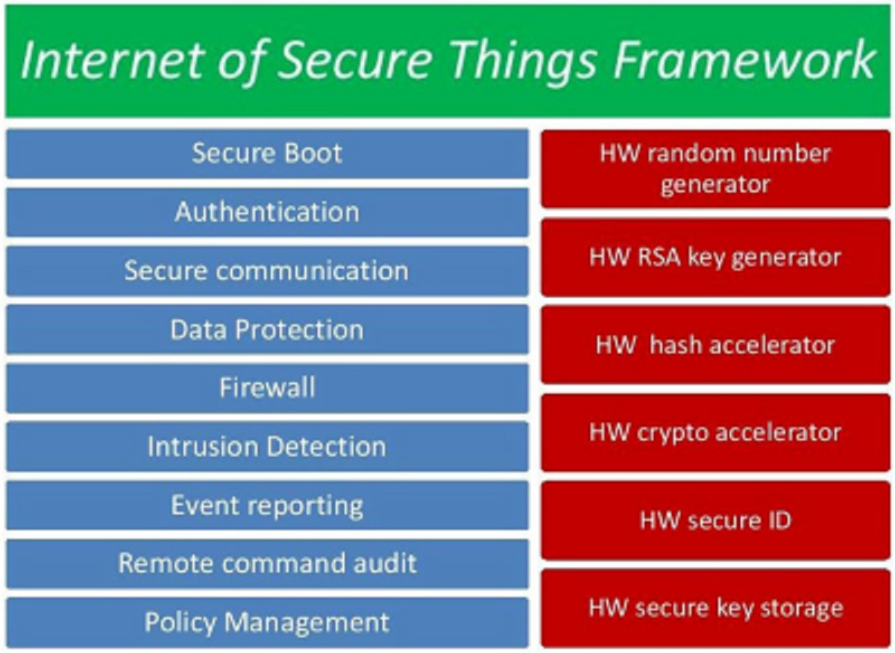 Internet of Secure Things Framework
Secure Boot
Authentication
Secure communication
Data Protection
Firewall
Intrusion Detection
Event reporting
Remote command audit
Policy Management
HW random number
generator
HW RSA key generator
HW hash accelerator
HW crypto accelerator
HW secure ID
HW secure key storage